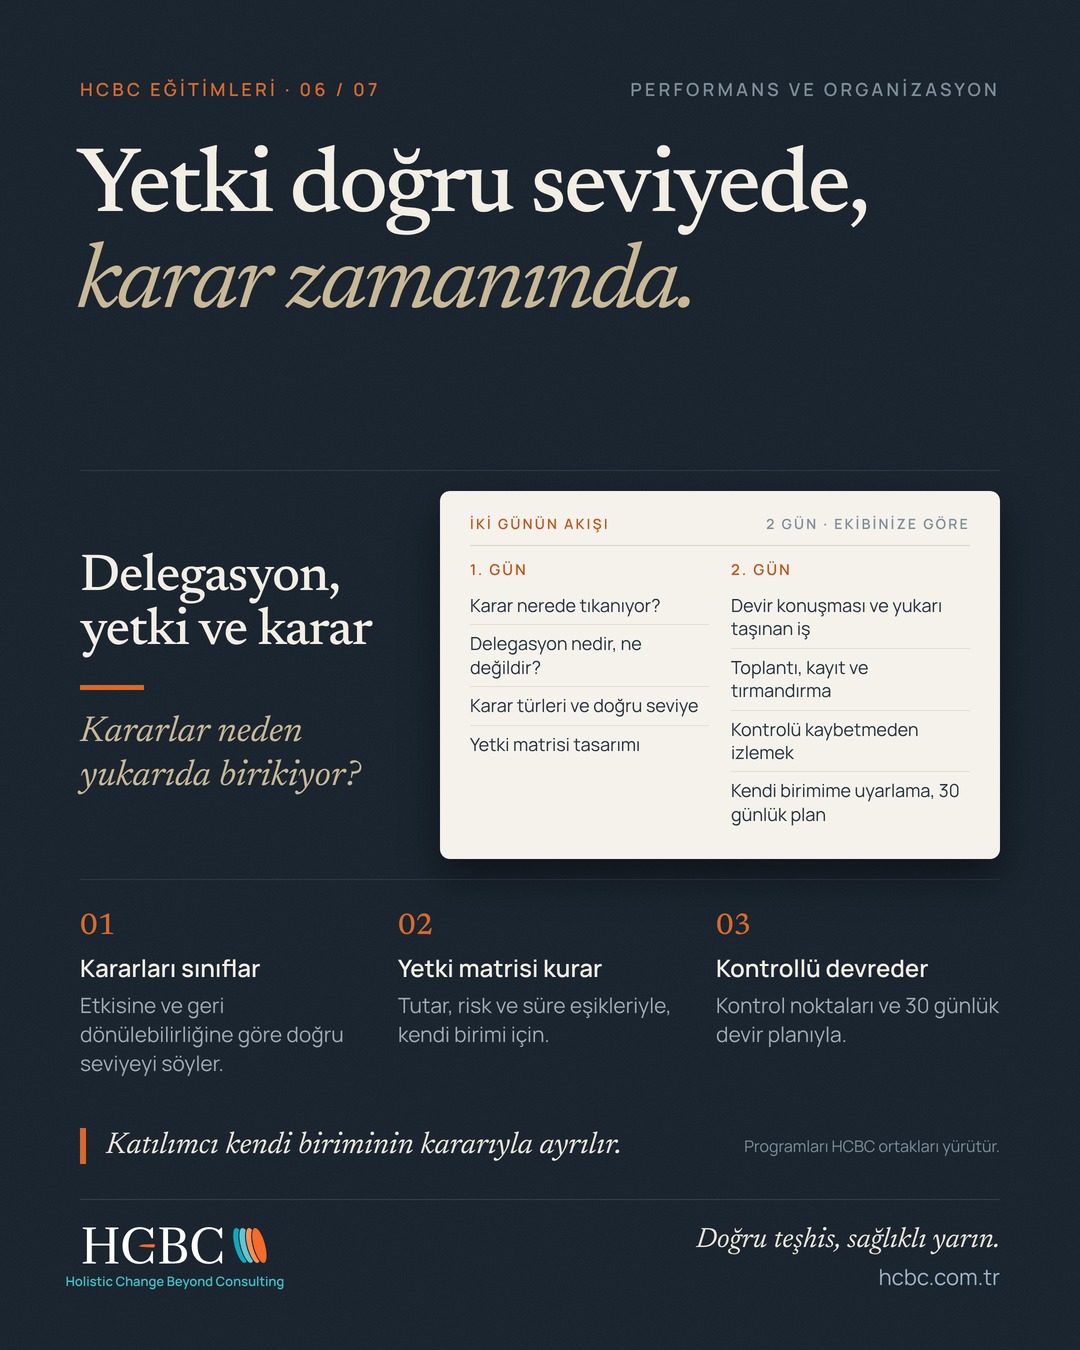 HCBC EĞİTİMLERİ · 06 / 07
PERFORMANS VE ORGANİZASYON
Yetki doğru seviyede,
karar zamanında.
Delegasyon,
yetki ve karar
Kararlar neden
yukarıda birikiyor?
İKİ GÜNÜN AKIŞI
2 GÜN · EKİBİNİZE GÖRE
1. GÜN
Karar nerede tıkanıyor?
Delegasyon nedir, ne
değildir?
Karar türleri ve doğru seviye
Yetki matrisi tasarımı
2. GÜN
Devir konuşması ve yukarı
taşınan iş
Toplantı, kayıt ve
tırmandırma
Kontrolü kaybetmeden
izlemek
Kendi birimime uyarlama, 30
günlük plan
01
Kararları sınıflar
Etkisine ve geri
dönülebilirliğine göre doğru
seviyeyi söyler.
02
Yetki matrisi kurar
Tutar, risk ve süre eşikleriyle,
kendi birimi için.
03
Kontrollü devreder
Kontrol noktaları ve 30 günlük
devir planıyla.
Katılımcı kendi biriminin kararıyla ayrılır.
Programları HCBC ortakları yürütür.
HCBC
Holistic Change Beyond Consulting
Doğru teşhis, sağlıklı yarın.
hcbc.com.tr